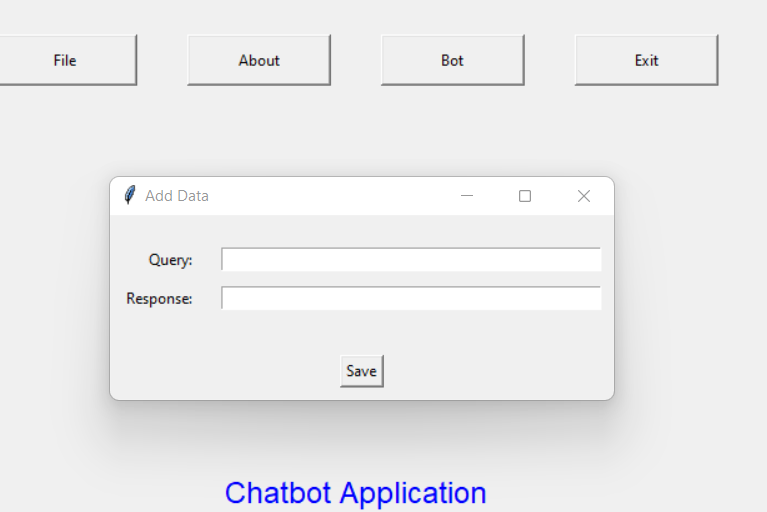 File About Bot Exit
Add Data
Query:
Response:
Save
Chatbot Application